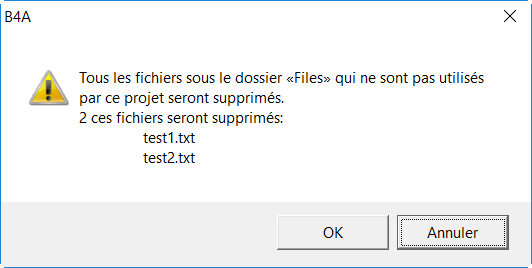 B4A
Tous les fichiers sous le dossier «Files» qui ne sont pas utilisés
par ce projet seront supprimés.
2 ces fichiers seront supprimés:
test1.txt
test2.txt
OK
Annuler